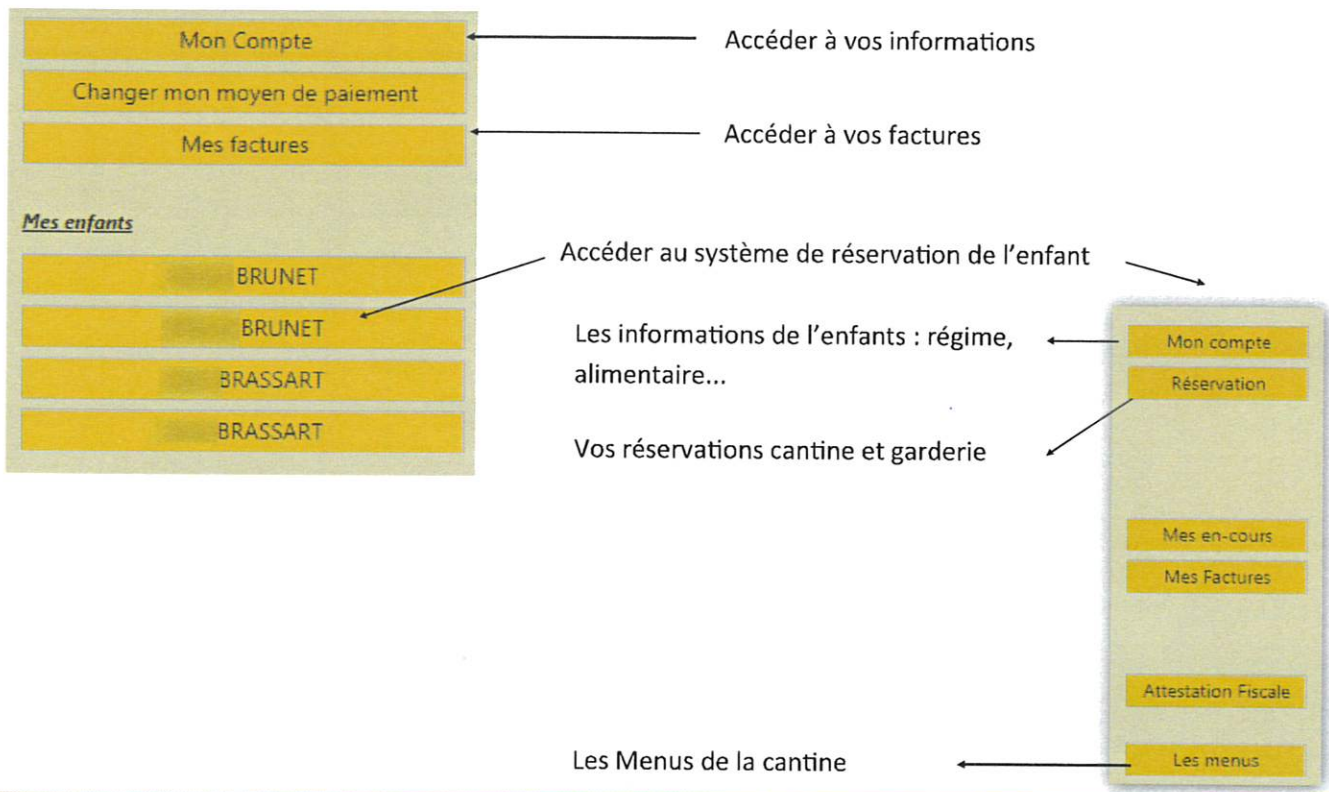 Mon Compte
Accéder à vos informations
Changer mon moyen de paiement
Mes factures
Accéder à vos factures
Mes enfants
BRUNET
BRUNET
BRASSART
BRASSART
Accéder au système de réservation de l'enfant
Les informations de l'enfants : régime,
alimentaire...
Vos réservations cantine et garderie
Mon compte
Réservation
Mes en-cours
Mes Factures
Attestation Fiscale
Les Menus de la cantine
Les menus